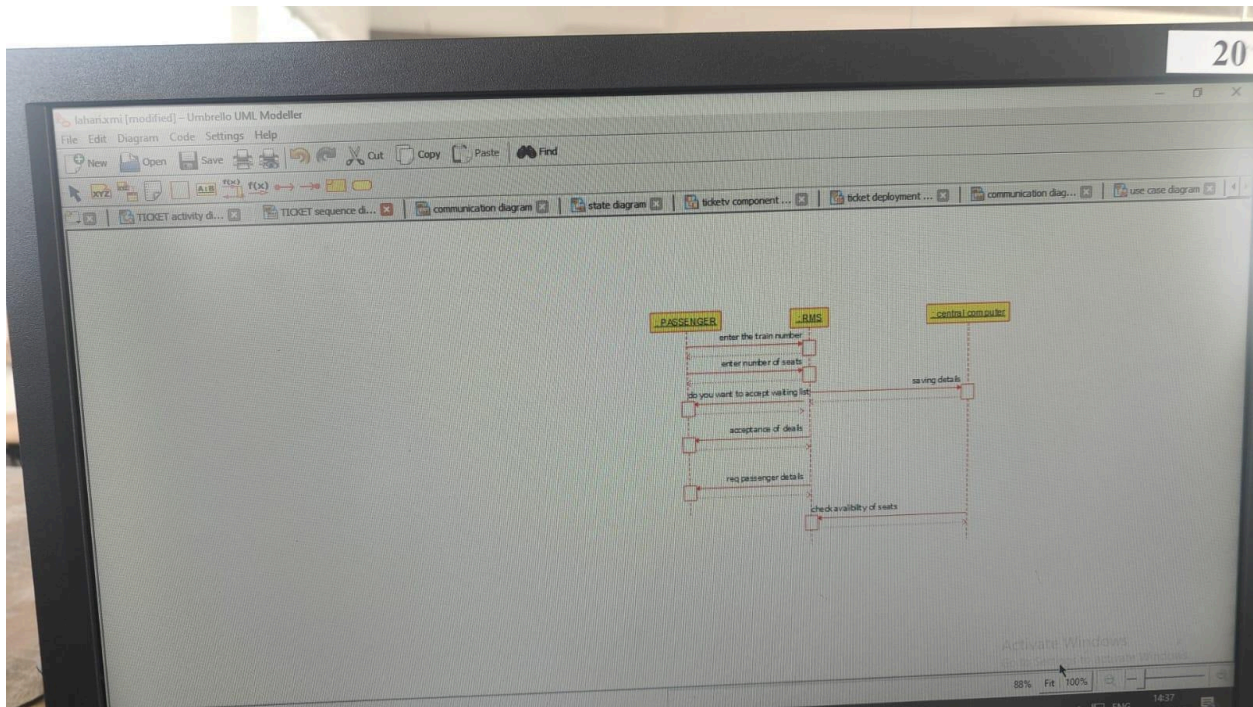 20
lahari.xmi [modified] – Umbrello UML Modeller
File Edit Diagram Code Settings Help
New Open Save Cut Copy Paste Find
XYZ A:B f(x) f(x)
TICKET activity di... TICKET sequence di... communication diagram state diagram ticketv component ... ticket deployment ... communication diag... use case diagram
: PASSENGER : RMS : central computer
enter the train number
enter number of seats
saving details
do you want to accept waiting list
acceptance of deails
req passenger details
check avaliblity of seats
Activate Windows
88% Fit 100%
ENG 14:37